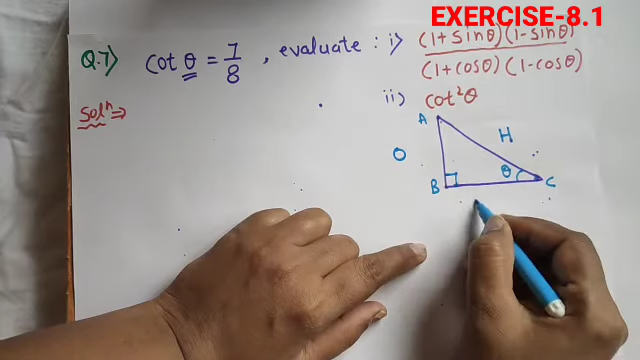 EXERCISE-8.1
Q.7) cot θ = 7/8 , evaluate : i) (1+sinθ)(1-sinθ) / (1+cosθ)(1-cosθ)
ii) cot²θ
Solⁿ ⇒
A
H
O
θ
B
C